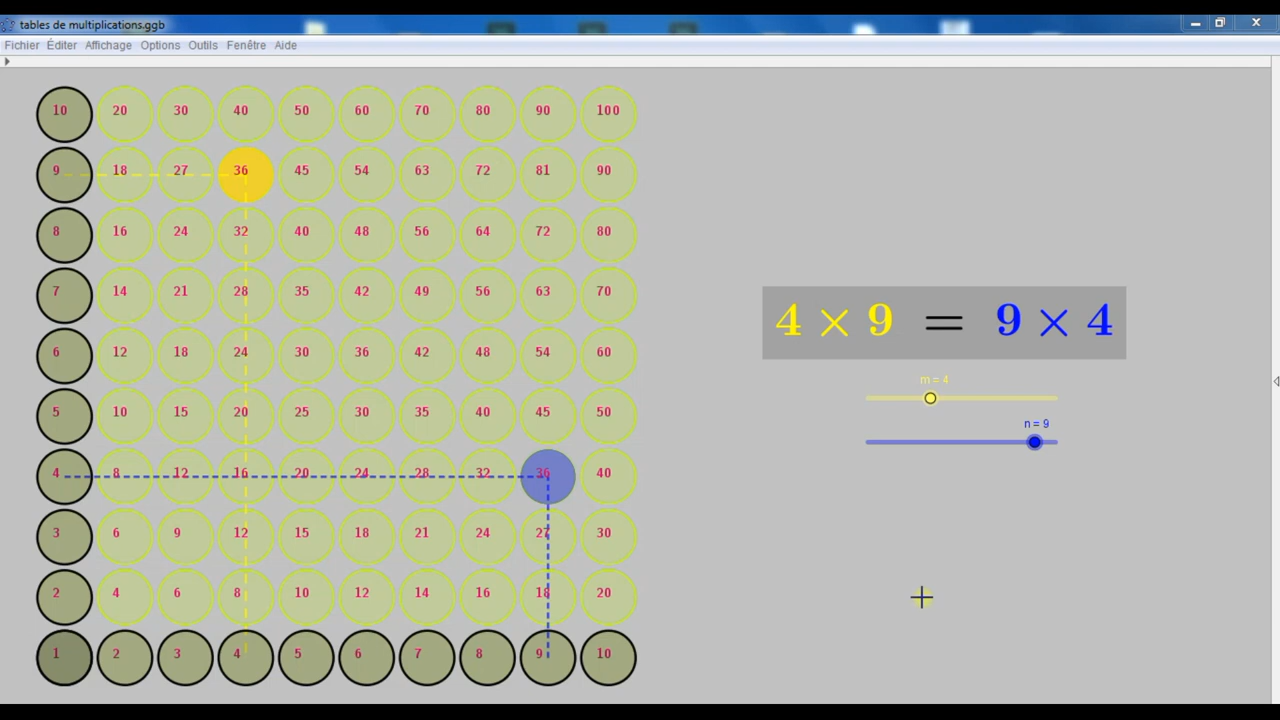 tables de multiplications.ggb
Fichier Éditer Affichage Options Outils Fenêtre Aide
10 20 30 40 50 60 70 80 90 100
9 18 27 36 45 54 63 72 81 90
8 16 24 32 40 48 56 64 72 80
7 14 21 28 35 42 49 56 63 70
6 12 18 24 30 36 42 48 54 60
5 10 15 20 25 30 35 40 45 50
4 8 12 16 20 24 28 32 36 40
3 6 9 12 15 18 21 24 27 30
2 4 6 8 10 12 14 16 18 20
1 2 3 4 5 6 7 8 9 10
4 × 9 = 9 × 4
m = 4
n = 9